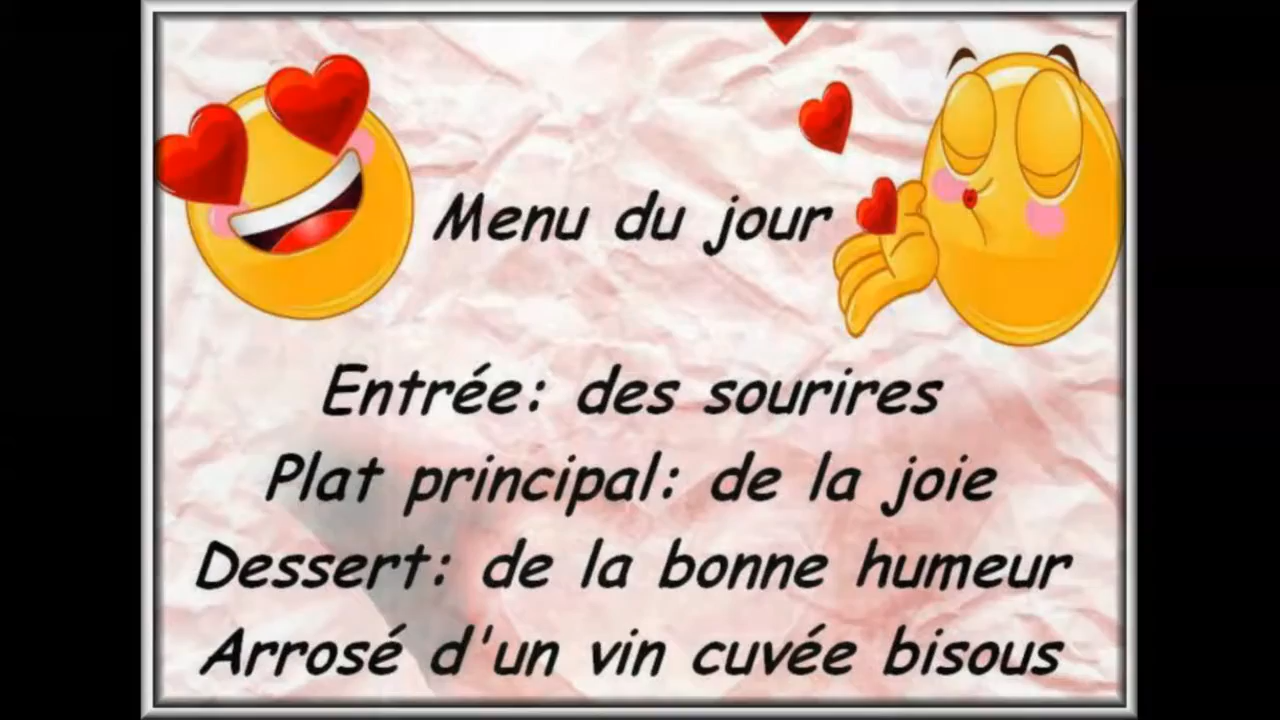 Menu du jour
Entrée: des sourires
Plat principal: de la joie
Dessert: de la bonne humeur
Arrosé d'un vin cuvée bisous